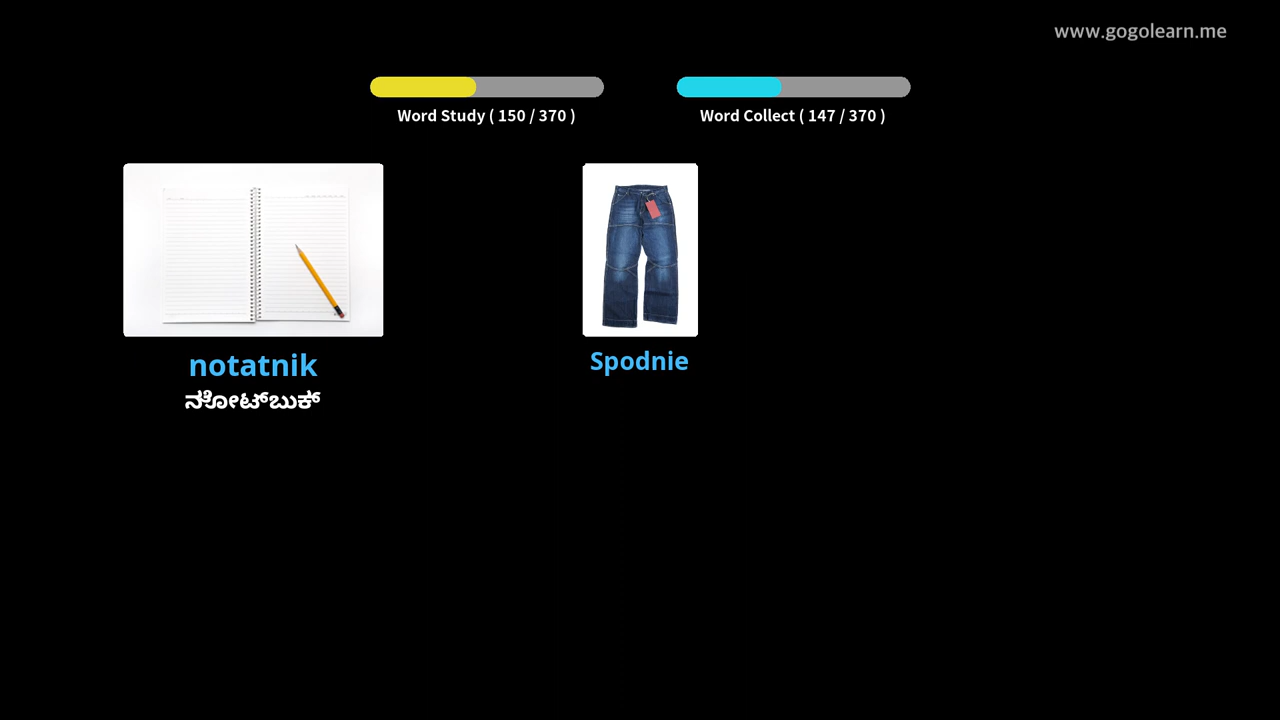 www.gogolearn.me
Word Study ( 150 / 370 )
Word Collect ( 147 / 370 )
notatnik
ನೋಟ್‌ಬುಕ್
Spodnie